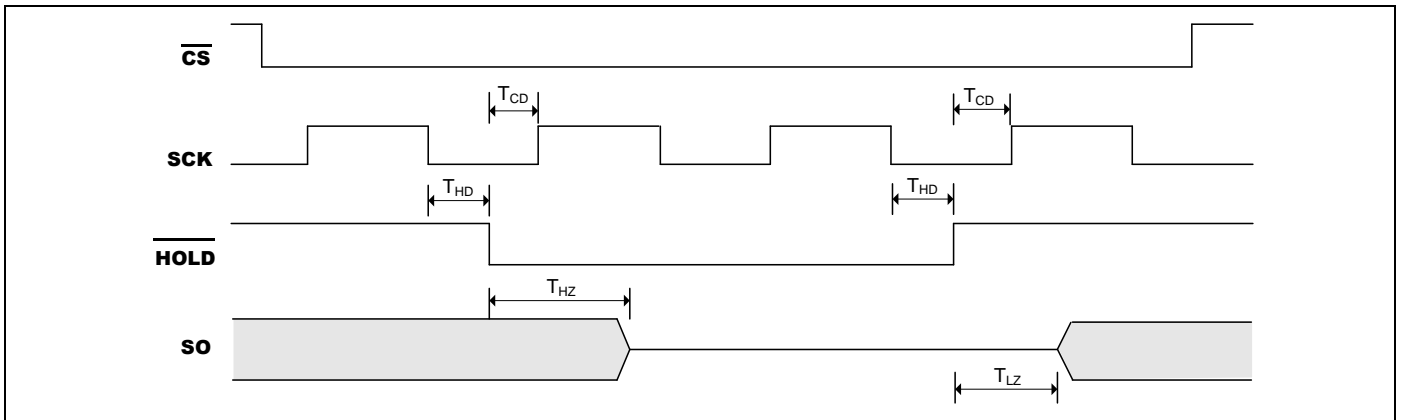 CS
T_CD T_CD
SCK
T_HD T_HD
HOLD
T_HZ
SO
T_LZ